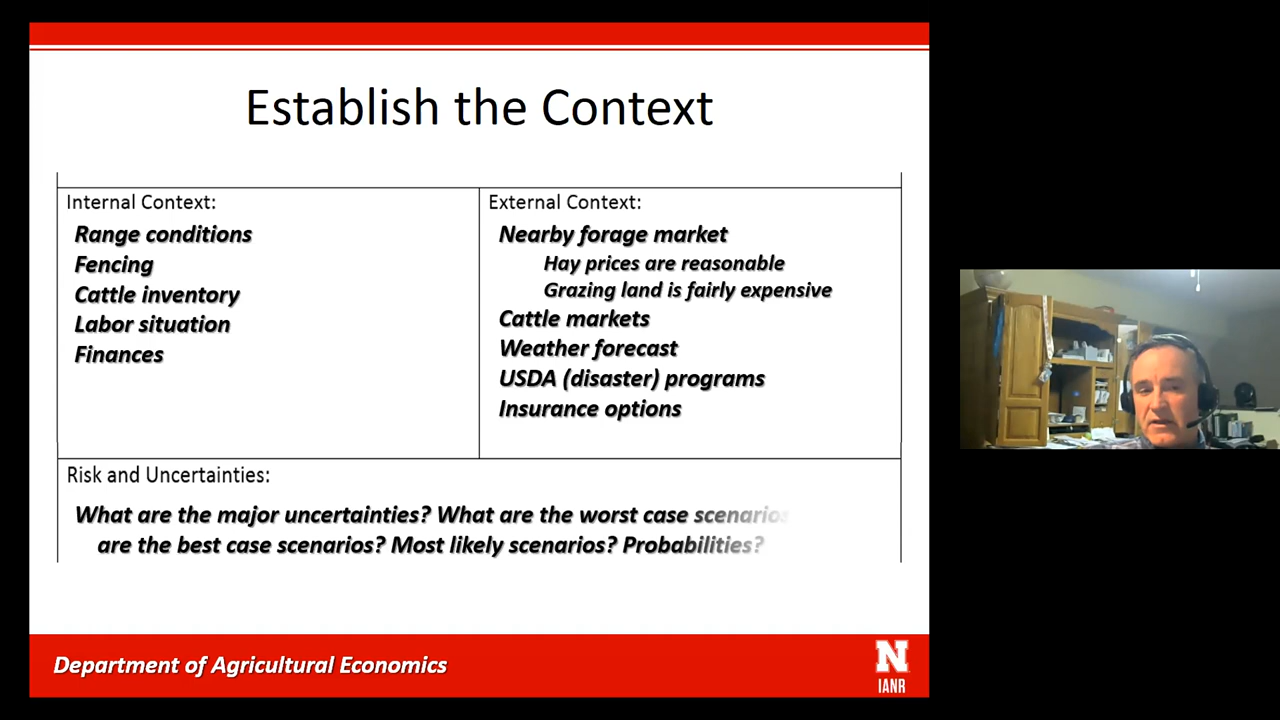 Establish the Context
Internal Context:
Range conditions
Fencing
Cattle inventory
Labor situation
Finances
External Context:
Nearby forage market
Hay prices are reasonable
Grazing land is fairly expensive
Cattle markets
Weather forecast
USDA (disaster) programs
Insurance options
Risk and Uncertainties:
What are the major uncertainties? What are the worst case scenarios
are the best case scenarios? Most likely scenarios? Probabilities?
Department of Agricultural Economics
N
IANR